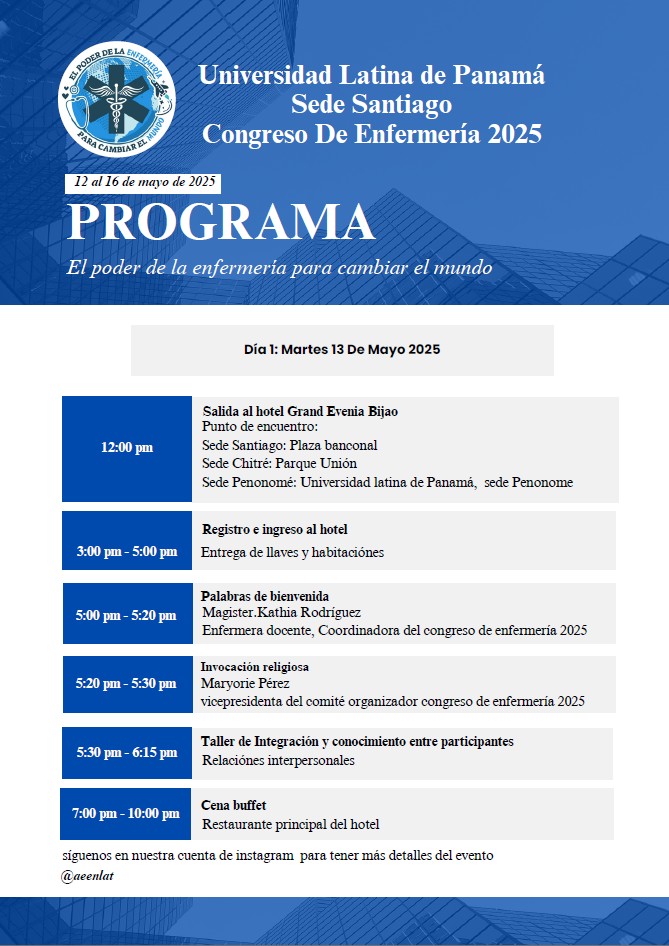 EL PODER DE LA ENFERMERÍA
PARA CAMBIAR EL MUNDO
Universidad Latina de Panamá
Sede Santiago
Congreso De Enfermería 2025
12 al 16 de mayo de 2025
PROGRAMA
El poder de la enfermería para cambiar el mundo
Día 1: Martes 13 De Mayo 2025
12:00 pm
Salida al hotel Grand Evenia Bijao
Punto de encuentro:
Sede Santiago: Plaza banconal
Sede Chitré: Parque Unión
Sede Penonomé: Universidad latina de Panamá, sede Penonome
3:00 pm - 5:00 pm
Registro e ingreso al hotel
Entrega de llaves y habitaciónes
5:00 pm - 5:20 pm
Palabras de bienvenida
Magister.Kathia Rodríguez
Enfermera docente, Coordinadora del congreso de enfermería 2025
5:20 pm - 5:30 pm
Invocación religiosa
Maryorie Pérez
vicepresidenta del comité organizador congreso de enfermería 2025
5:30 pm - 6:15 pm
Taller de Integración y conocimiento entre participantes
Relaciónes interpersonales
7:00 pm - 10:00 pm
Cena buffet
Restaurante principal del hotel
síguenos en nuestra cuenta de instagram para tener más detalles del evento
@aeenlat